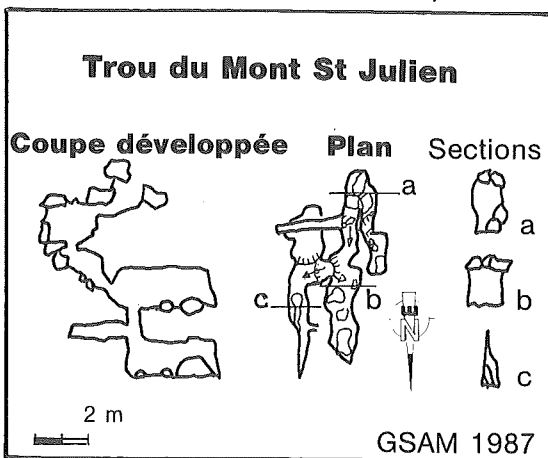 Trou du Mont St Julien
Coupe développée Plan Sections
a a
b b
c c
N
2 m
GSAM 1987